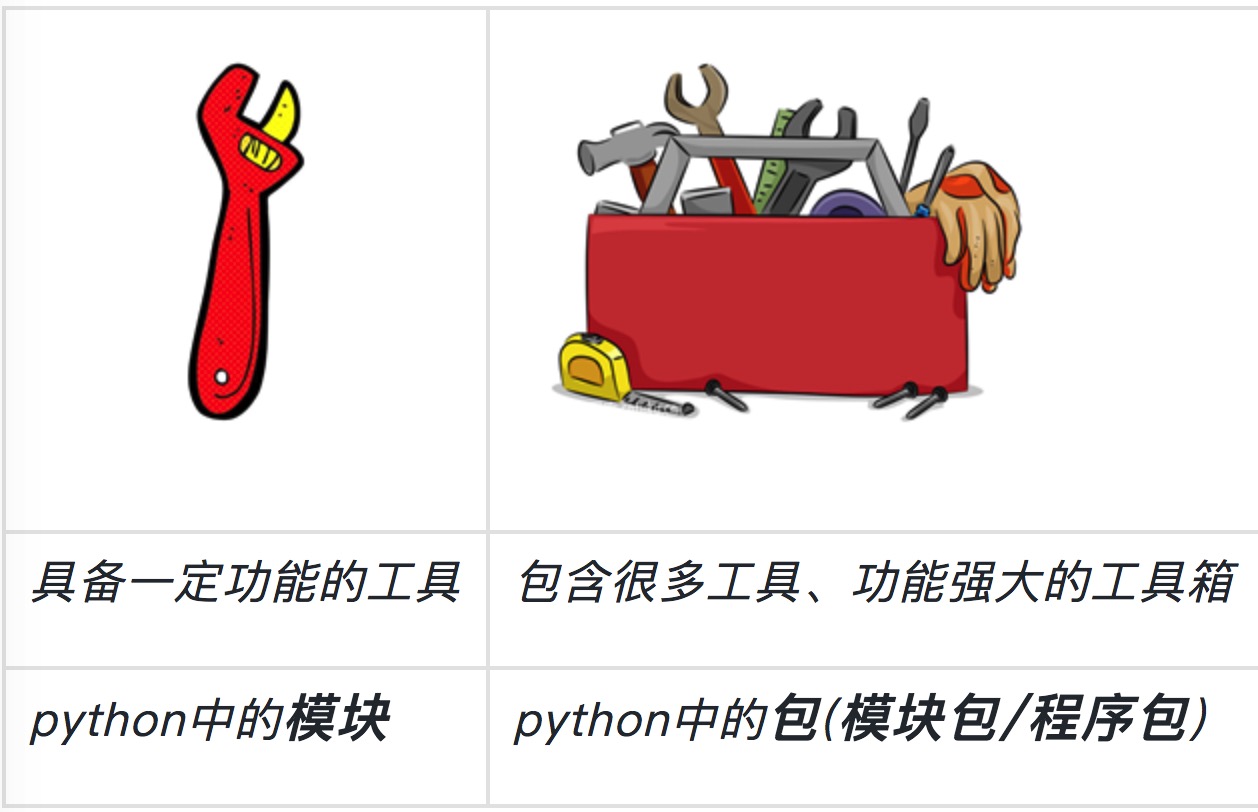 具备一定功能的工具
包含很多工具、功能强大的工具箱
python中的模块
python中的包(模块包/程序包)